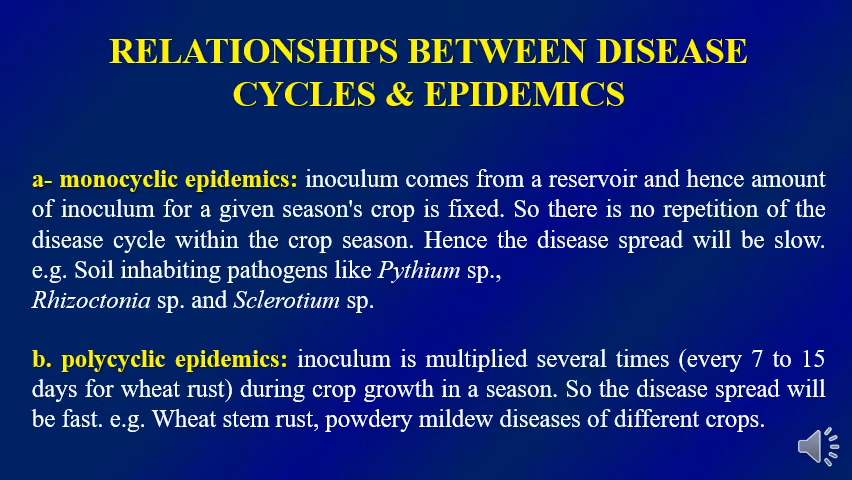 RELATIONSHIPS BETWEEN DISEASE
CYCLES & EPIDEMICS
a- monocyclic epidemics: inoculum comes from a reservoir and hence amount
of inoculum for a given season's crop is fixed. So there is no repetition of the
disease cycle within the crop season. Hence the disease spread will be slow.
e.g. Soil inhabiting pathogens like Pythium sp.,
Rhizoctonia sp. and Sclerotium sp.
b. polycyclic epidemics: inoculum is multiplied several times (every 7 to 15
days for wheat rust) during crop growth in a season. So the disease spread will
be fast. e.g. Wheat stem rust, powdery mildew diseases of different crops.